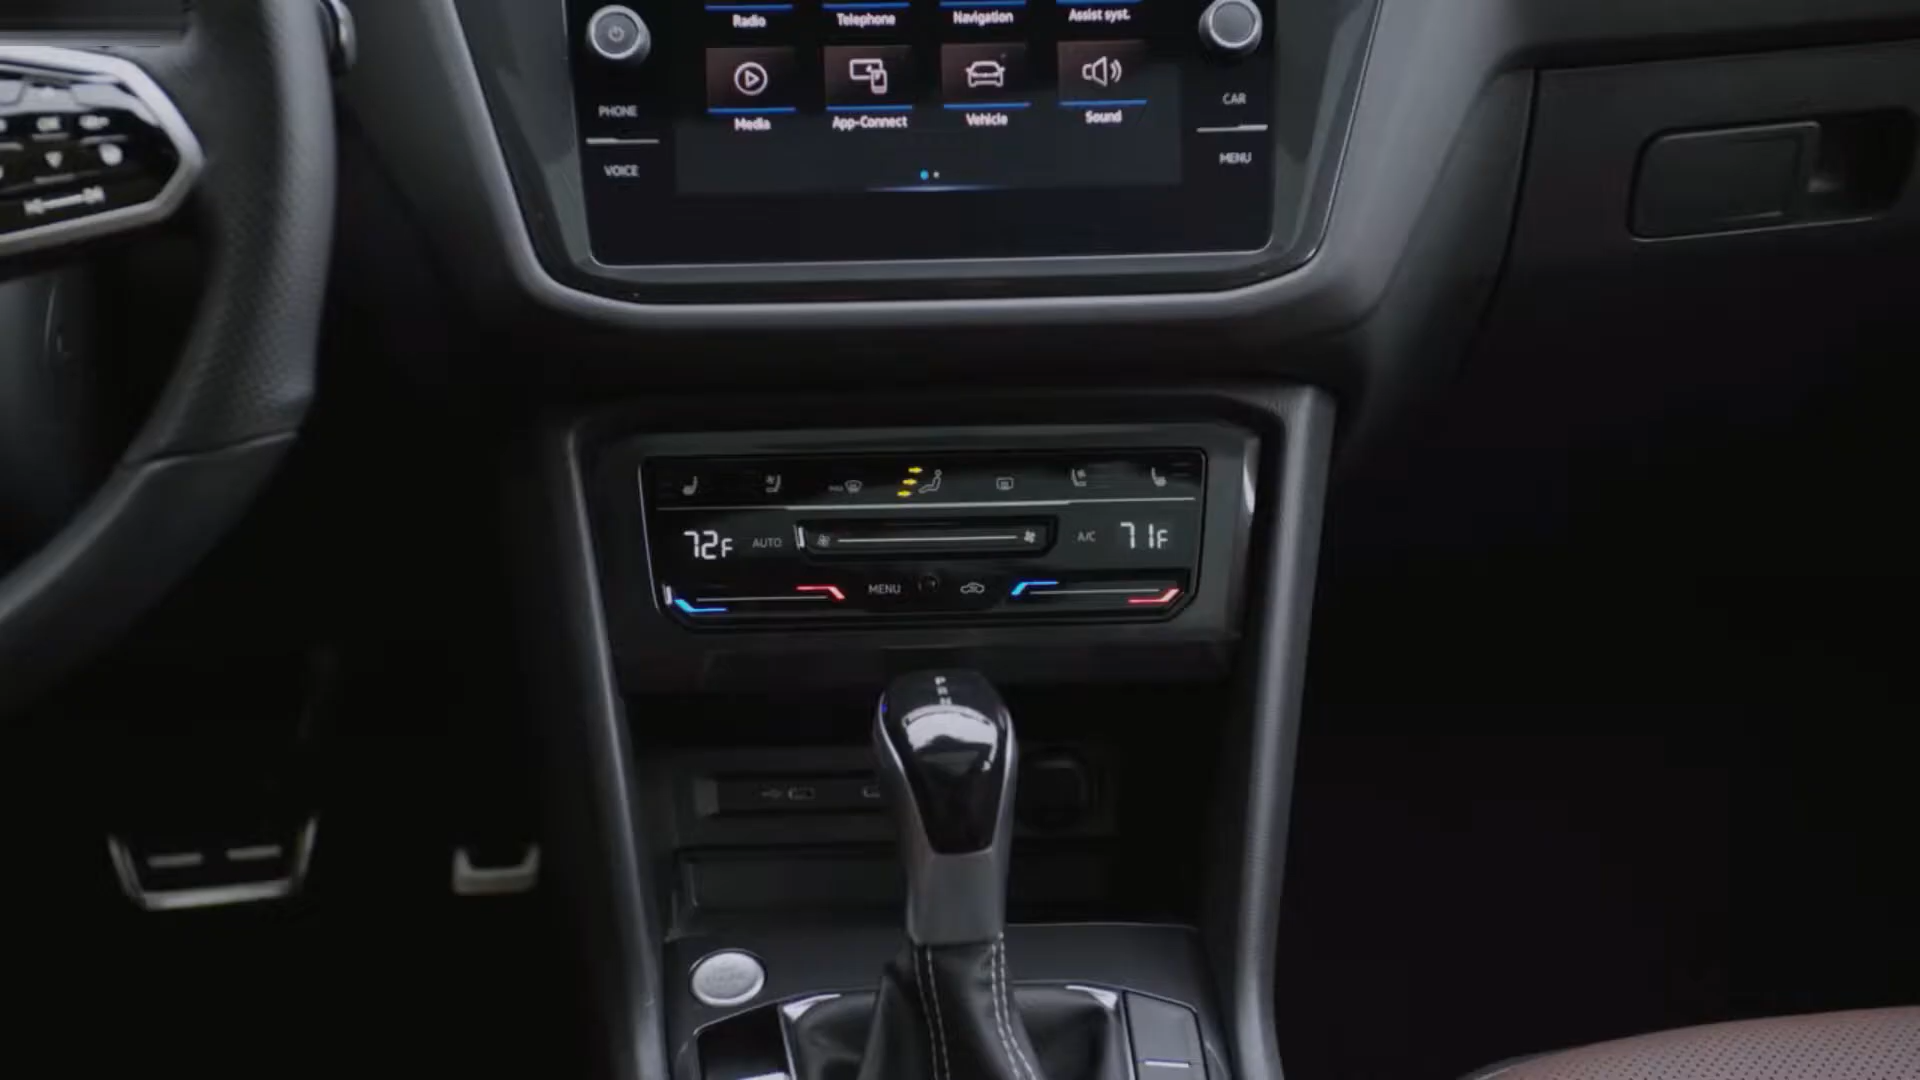 Radio Telephone Navigation Assist syst.
PHONE CAR
Media App-Connect Vehicle Sound
VOICE MENU
72F AUTO A/C 71F
MENU
P
R
N